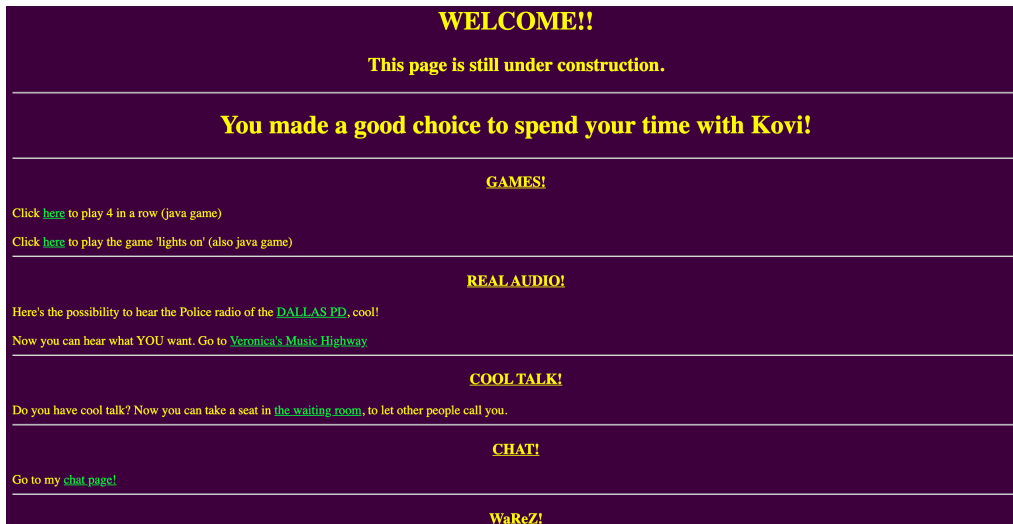 WELCOME!!
This page is still under construction.
You made a good choice to spend your time with Kovi!
GAMES!
Click here to play 4 in a row (java game)
Click here to play the game 'lights on' (also java game)
REAL AUDIO!
Here's the possibility to hear the Police radio of the DALLAS PD, cool!
Now you can hear what YOU want. Go to Veronica's Music Highway
COOL TALK!
Do you have cool talk? Now you can take a seat in the waiting room, to let other people call you.
CHAT!
Go to my chat page!
WaReZ!